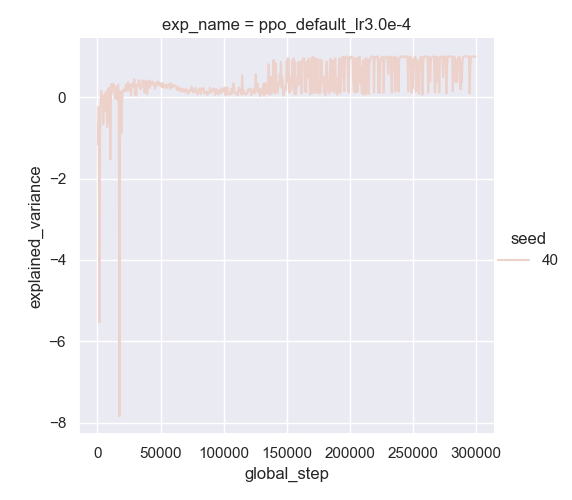 exp_name = ppo_default_lr3.0e-4
explained_variance
0
−2
−4
−6
−8
0 50000 100000 150000 200000 250000 300000
global_step
seed
40